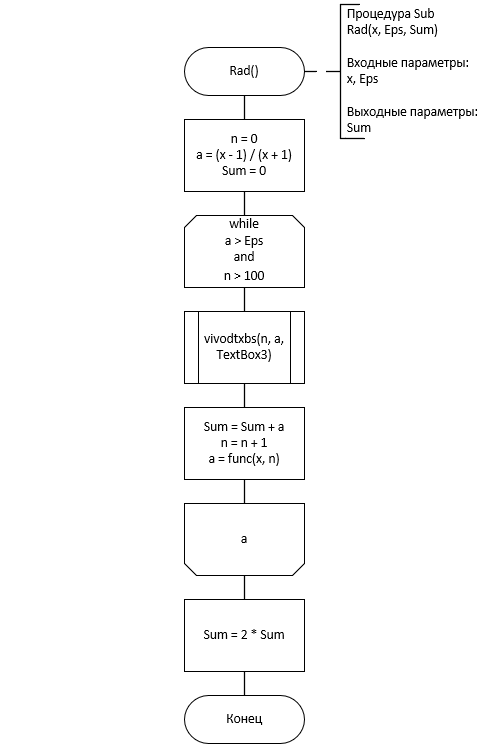 Процедура Sub
Rad(x, Eps, Sum)
Входные параметры:
x, Eps
Выходные параметры:
Sum
Rad()
n = 0
a = (x - 1) / (x + 1)
Sum = 0
while
a > Eps
and
n > 100
vivodtxbs(n, a,
TextBox3)
Sum = Sum + a
n = n + 1
a = func(x, n)
a
Sum = 2 * Sum
Конец